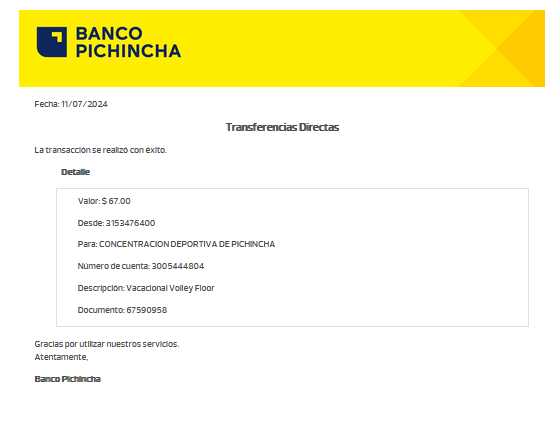 BANCO
PICHINCHA
Fecha: 11/07/2024
Transferencias Directas
La transacción se realizó con éxito.
Detalle
Valor: $ 67.00
Desde: 3153476400
Para: CONCENTRACION DEPORTIVA DE PICHINCHA
Número de cuenta: 3005444804
Descripción: Vacacional Volley Floor
Documento: 67590958
Gracias por utilizar nuestros servicios.
Atentamente,
Banco Pichincha